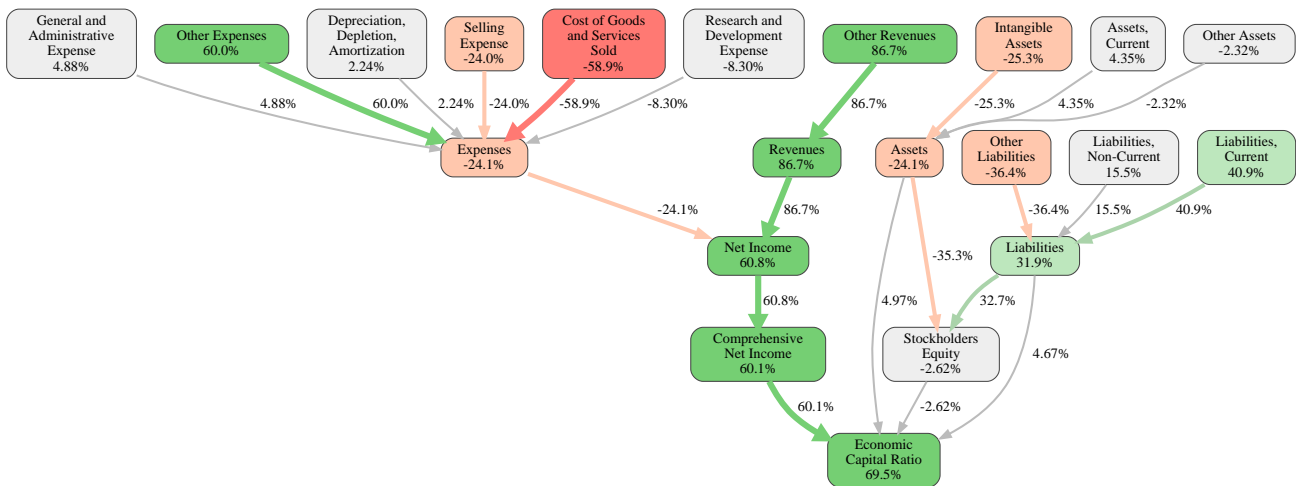 General and
Administrative
Expense
4.88%
Other Expenses
60.0%
Depreciation,
Depletion,
Amortization
2.24%
Selling
Expense
-24.0%
Cost of Goods
and Services
Sold
-58.9%
Research and
Development
Expense
-8.30%
Other Revenues
86.7%
Intangible
Assets
-25.3%
Assets,
Current
4.35%
Other Assets
-2.32%
4.88%
60.0%
2.24%
-24.0%
-58.9%
-8.30%
86.7%
-25.3%
4.35%
-2.32%
Expenses
-24.1%
Revenues
86.7%
Assets
-24.1%
Other
Liabilities
-36.4%
Liabilities,
Non-Current
15.5%
Liabilities,
Current
40.9%
-24.1%
86.7%
-36.4%
15.5%
40.9%
Net Income
60.8%
-35.3%
Liabilities
31.9%
60.8%
4.97%
32.7%
Comprehensive
Net Income
60.1%
Stockholders
Equity
-2.62%
4.67%
60.1%
-2.62%
Economic
Capital Ratio
69.5%